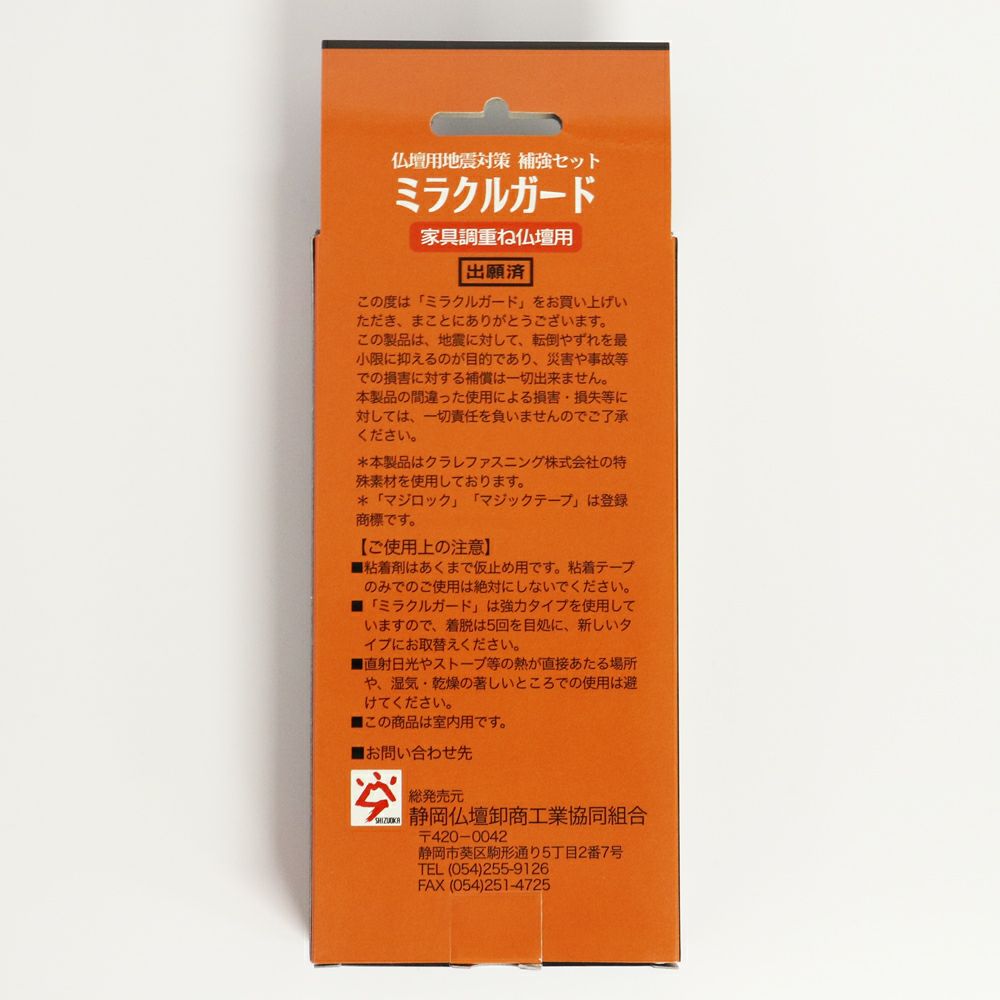 仏壇用地震対策 補強セット
ミラクルガード
家具調重ね仏壇用
出願済
この度は「ミラクルガード」をお買い上げい
ただき、まことにありがとうございます。
この製品は、地震に対して、転倒やずれを最
小限に抑えるのが目的であり、災害や事故等
での損害に対する補償は一切出来ません。
本製品の間違った使用による損害・損失等に
対しては、一切責任を負いませんのでご了承
ください。
＊本製品はクラレファスニング株式会社の特
殊素材を使用しております。
＊「マジロック」「マジックテープ」は登録
商標です。
【ご使用上の注意】
■粘着剤はあくまで仮止め用です。粘着テープ
のみでのご使用は絶対にしないでください。
■「ミラクルガード」は強力タイプを使用して
いますので、着脱は5回を目処に、新しいタ
イプにお取替えください。
■直射日光やストーブ等の熱が直接あたる場所
や、湿気・乾燥の著しいところでの使用は避
けてください。
■この商品は室内用です。
■お問い合わせ先
SHIZUOKA
総発売元
静岡仏壇卸商工業協同組合
〒420－0042
静岡市葵区駒形通り5丁目2番7号
TEL (054)255-9126
FAX (054)251-4725